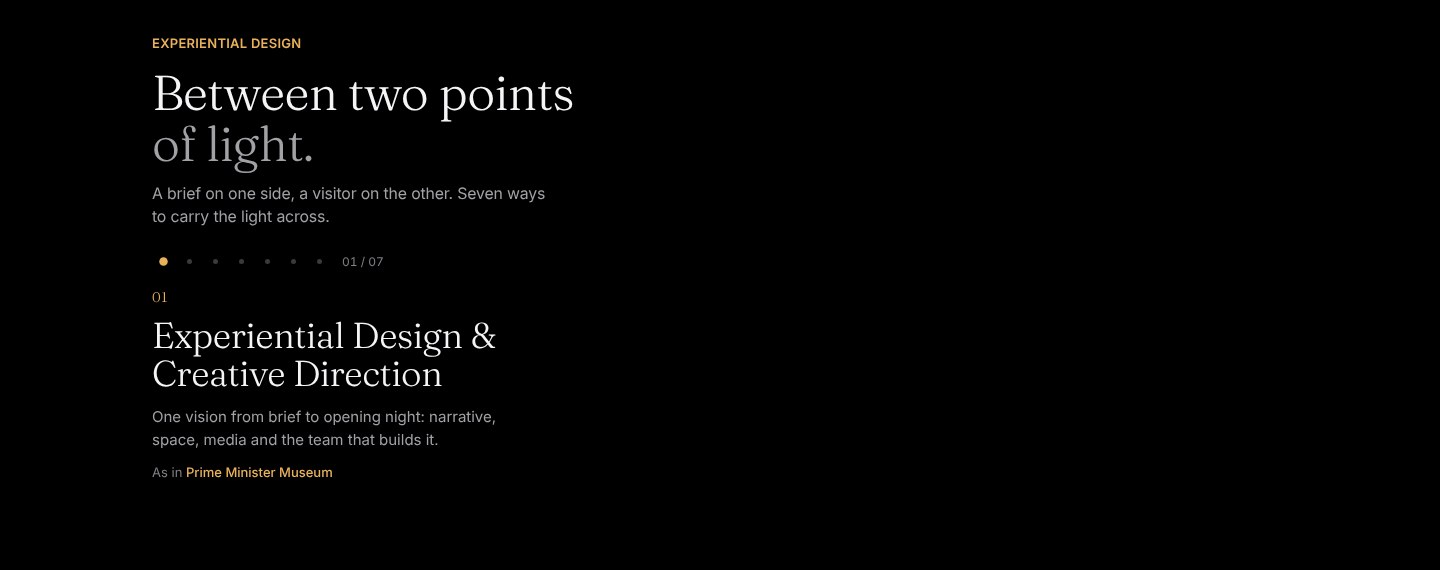 EXPERIENTIAL DESIGN
Between two points
of light.
A brief on one side, a visitor on the other. Seven ways
to carry the light across.
01 / 07
01
Experiential Design &
Creative Direction
One vision from brief to opening night: narrative,
space, media and the team that builds it.
As in Prime Minister Museum